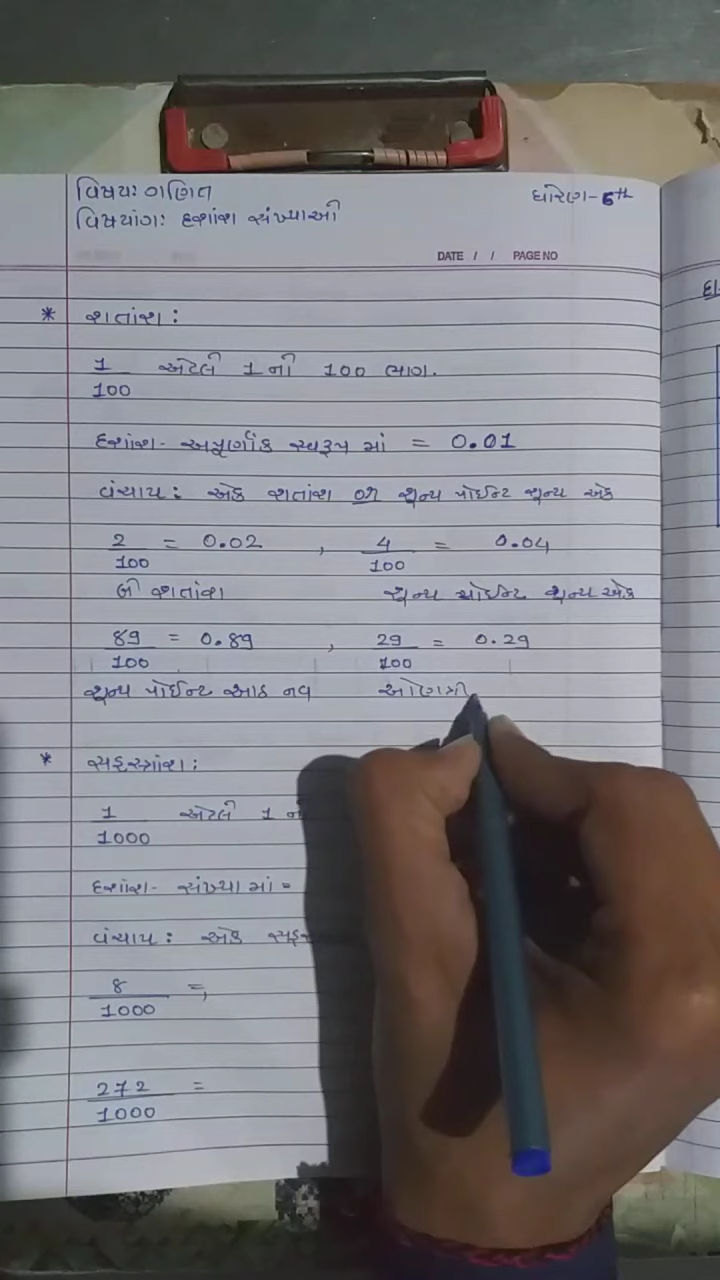 વિષયઃ ગણિત ધોરણ-6th
વિષયાંગઃ દશાંશ સંખ્યાઓ
DATE / / PAGE NO
* શતાંશ :
1/100 એટલે 1 ની 100 ભાગ.
દશાંશ- અપૂર્ણાંક સ્વરૂપ માં = 0.01
વંચાય : એક શતાંશ OR શૂન્ય પોઈન્ટ શૂન્ય એક
2/100 = 0.02 , 4/100 = 0.04
બે શતાંશ શૂન્ય પોઈન્ટ શૂન્ય એક
89/100 = 0.89 , 29/100 = 0.29
શૂન્ય પોઈન્ટ આઠ નવ ઓગણત્રી
* સહસ્ત્રાંશ :
1/1000 એટલે 1 ની
દશાંશ- સંખ્યા માં =
વંચાય : એક સહસ
8/1000 =,
272/1000 =